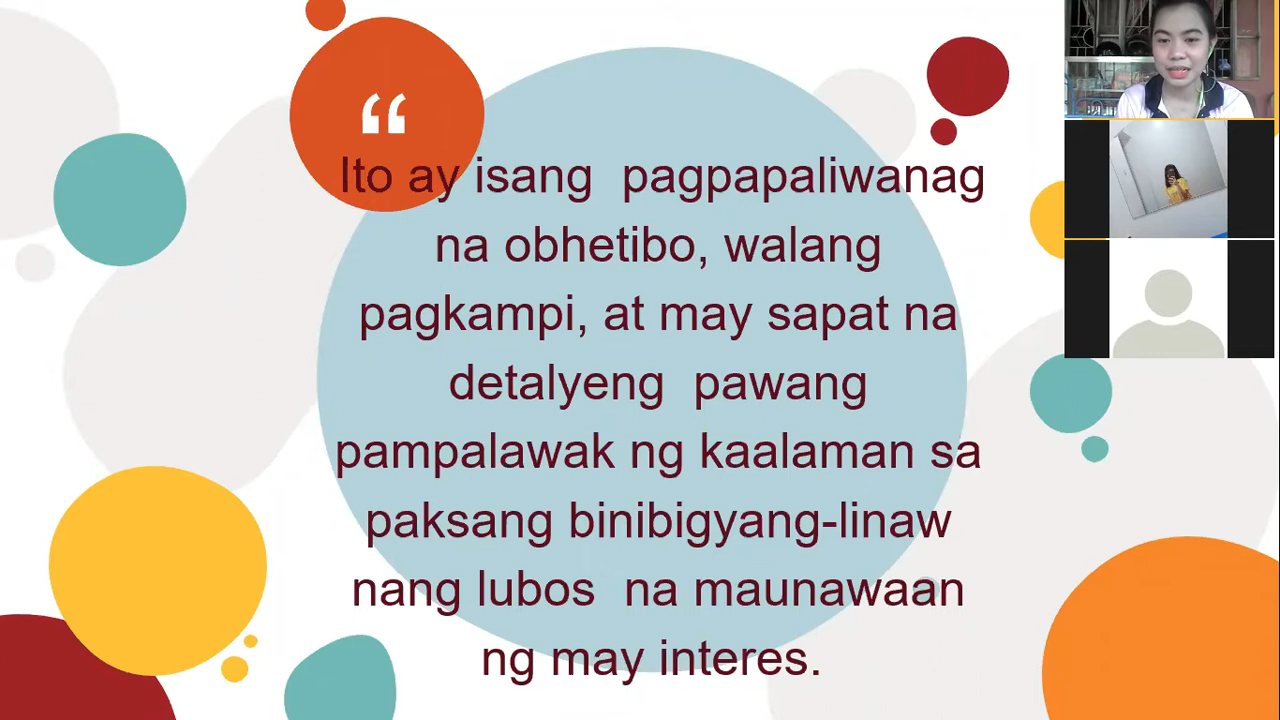 “
Ito ay isang pagpapaliwanag
na obhetibo, walang
pagkampi, at may sapat na
detalyeng pawang
pampalawak ng kaalaman sa
paksang binibigyang-linaw
nang lubos na maunawaan
ng may interes.